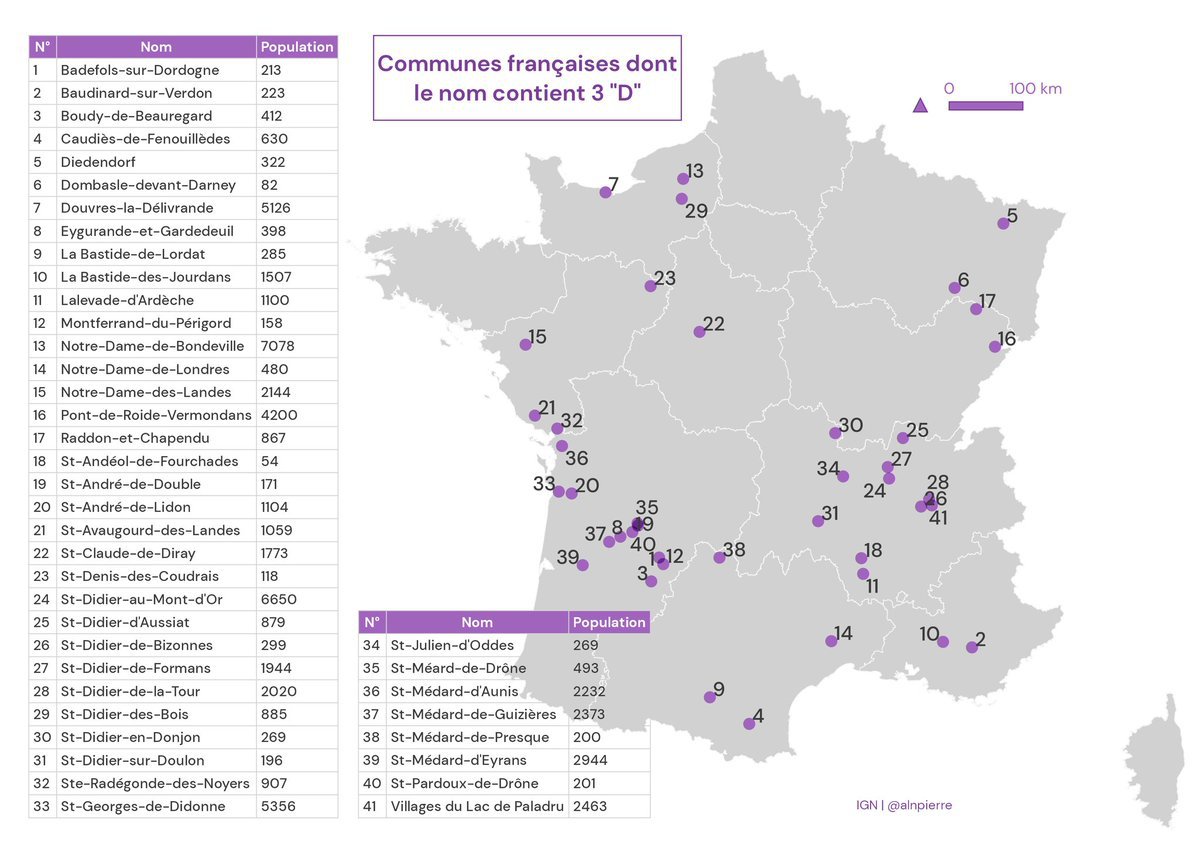 Communes françaises dont
le nom contient 3 "D"
0 100 km
N° Nom Population
1 Badefols-sur-Dordogne 213
2 Baudinard-sur-Verdon 223
3 Boudy-de-Beauregard 412
4 Caudiès-de-Fenouillèdes 630
5 Diedendorf 322
6 Dombasle-devant-Darney 82
7 Douvres-la-Délivrande 5126
8 Eygurande-et-Gardedeuil 398
9 La Bastide-de-Lordat 285
10 La Bastide-des-Jourdans 1507
11 Lalevade-d'Ardèche 1100
12 Montferrand-du-Périgord 158
13 Notre-Dame-de-Bondeville 7078
14 Notre-Dame-de-Londres 480
15 Notre-Dame-des-Landes 2144
16 Pont-de-Roide-Vermondans 4200
17 Raddon-et-Chapendu 867
18 St-Andéol-de-Fourchades 54
19 St-André-de-Double 171
20 St-André-de-Lidon 1104
21 St-Avaugourd-des-Landes 1059
22 St-Claude-de-Diray 1773
23 St-Denis-des-Coudrais 118
24 St-Didier-au-Mont-d'Or 6650
25 St-Didier-d'Aussiat 879
26 St-Didier-de-Bizonnes 299
27 St-Didier-de-Formans 1944
28 St-Didier-de-la-Tour 2020
29 St-Didier-des-Bois 885
30 St-Didier-en-Donjon 269
31 St-Didier-sur-Doulon 196
32 Ste-Radégonde-des-Noyers 907
33 St-Georges-de-Didonne 5356
N° Nom Population
34 St-Julien-d'Oddes 269
35 St-Méard-de-Drône 493
36 St-Médard-d'Aunis 2232
37 St-Médard-de-Guizières 2373
38 St-Médard-de-Presque 200
39 St-Médard-d'Eyrans 2944
40 St-Pardoux-de-Drône 201
41 Villages du Lac de Paladru 2463
13
7
29
5
23
6
17
22
15
16
21
32
30
25
36
27
34
24
28
33
20
26
35
41
31
19
8
37
40
39
1
12
38
18
3
11
14
10
2
9
4
IGN | @alnpierre